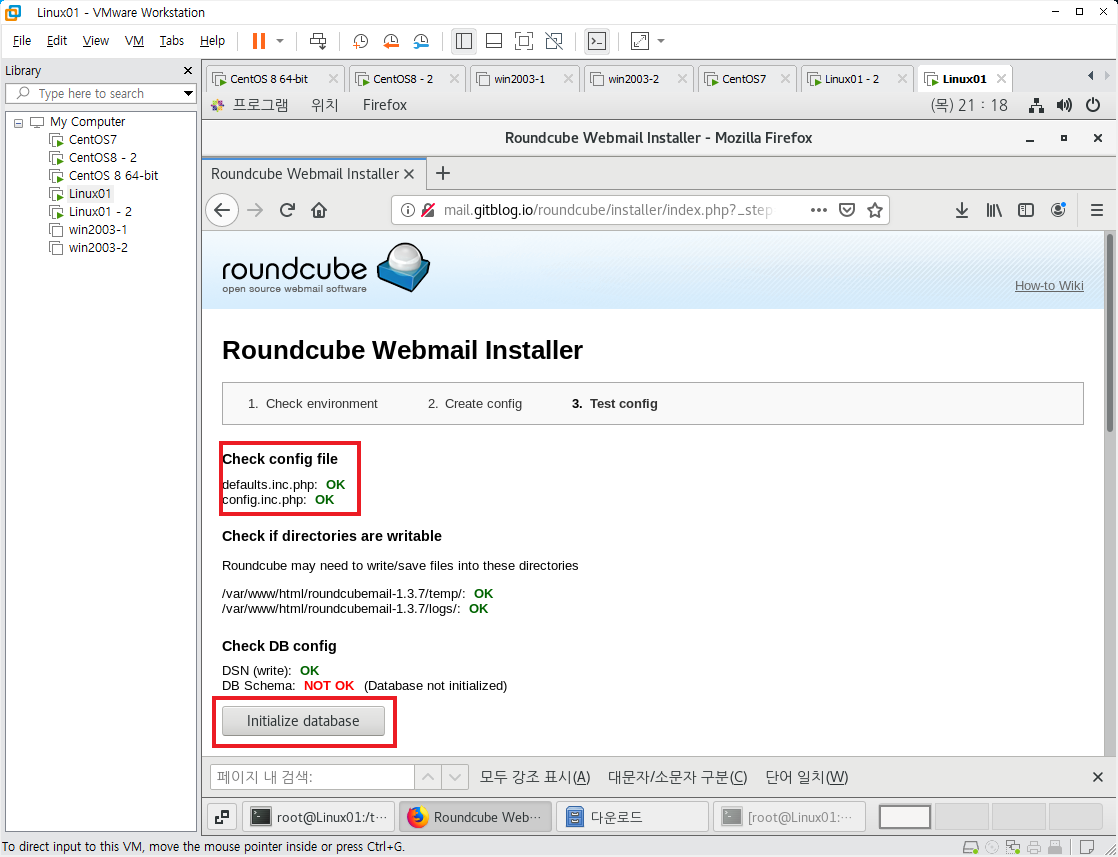 Linux01 - VMware Workstation
File Edit View VM Tabs Help
Library
Type here to search
My Computer
CentOS7
CentOS8 - 2
CentOS 8 64-bit
Linux01
Linux01 - 2
win2003-1
win2003-2
CentOS 8 64-bit CentOS8 - 2 win2003-1 win2003-2 CentOS7 Linux01 - 2 Linux01
프로그램 위치 Firefox (목) 21 : 18
Roundcube Webmail Installer - Mozilla Firefox
Roundcube Webmail Installer
mail.gitblog.io/roundcube/installer/index.php?_step
roundcube
open source webmail software
How-to Wiki
Roundcube Webmail Installer
1. Check environment 2. Create config 3. Test config
Check config file
defaults.inc.php: OK
config.inc.php: OK
Check if directories are writable
Roundcube may need to write/save files into these directories
/var/www/html/roundcubemail-1.3.7/temp/: OK
/var/www/html/roundcubemail-1.3.7/logs/: OK
Check DB config
DSN (write): OK
DB Schema: NOT OK (Database not initialized)
Initialize database
페이지 내 검색: 모두 강조 표시(A) 대문자/소문자 구분(C) 단어 일치(W)
root@Linux01:/t··· Roundcube Web··· 다운로드 [root@Linux01:···
To direct input to this VM, move the mouse pointer inside or press Ctrl+G.